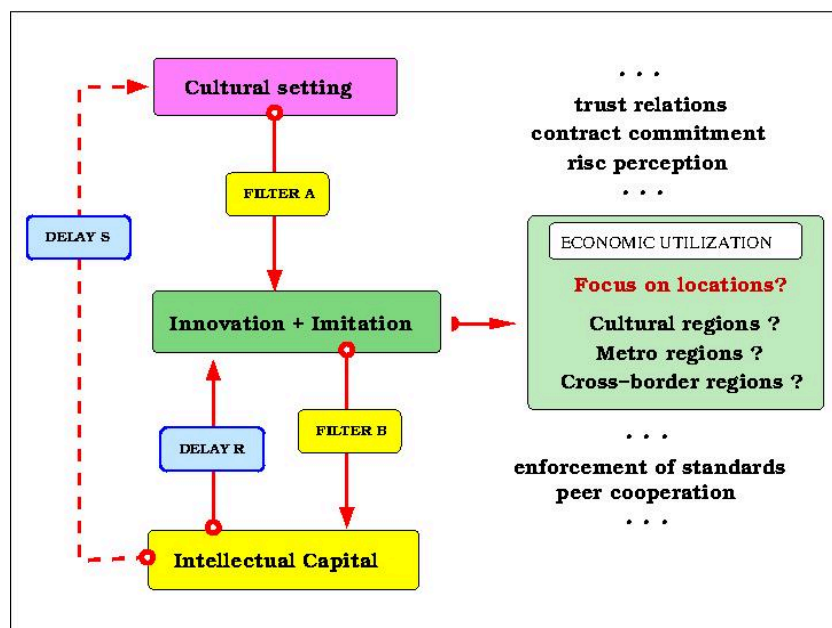 Cultural setting
FILTER A
DELAY S
Innovation + Imitation
DELAY R
FILTER B
Intellectual Capital
. . .
trust relations
contract commitment
risc perception
. . .
ECONOMIC UTILIZATION
Focus on locations?
Cultural regions ?
Metro regions ?
Cross-border regions ?
. . .
enforcement of standards
peer cooperation
. . .